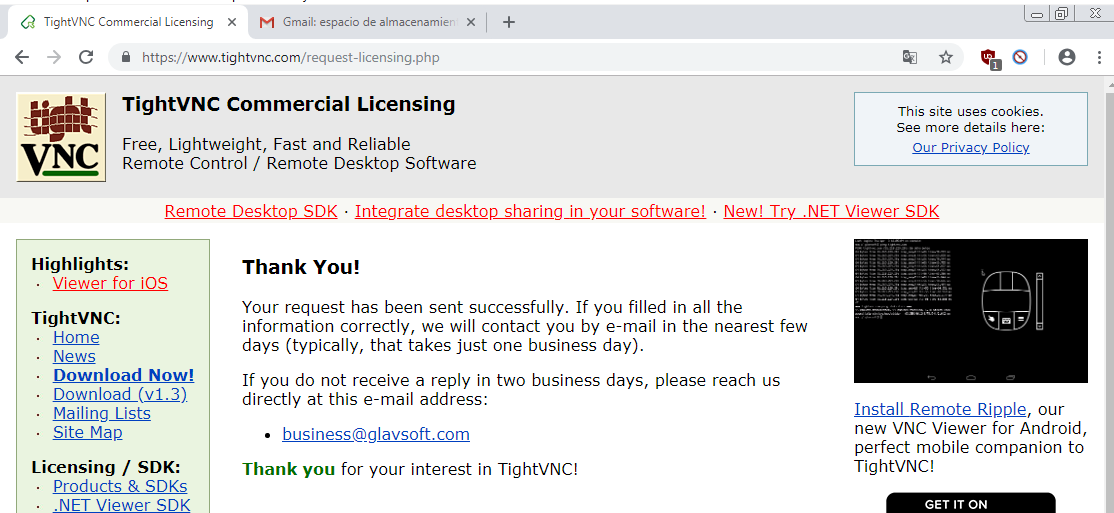 TightVNC Commercial Licensing
Gmail: espacio de almacenamien
https://www.tightvnc.com/request-licensing.php
1
tight
VNC
TightVNC Commercial Licensing
Free, Lightweight, Fast and Reliable
Remote Control / Remote Desktop Software
This site uses cookies.
See more details here:
Our Privacy Policy
Remote Desktop SDK · Integrate desktop sharing in your software! · New! Try .NET Viewer SDK
Highlights:
· Viewer for iOS
TightVNC:
· Home
· News
· Download Now!
· Download (v1.3)
· Mailing Lists
· Site Map
Licensing / SDK:
· Products & SDKs
· .NET Viewer SDK
Thank You!
Your request has been sent successfully. If you filled in all the
information correctly, we will contact you by e-mail in the nearest few
days (typically, that takes just one business day).
If you do not receive a reply in two business days, please reach us
directly at this e-mail address:
• business@glavsoft.com
Thank you for your interest in TightVNC!
Install Remote Ripple, our
new VNC Viewer for Android,
perfect mobile companion to
TightVNC!
GET IT ON